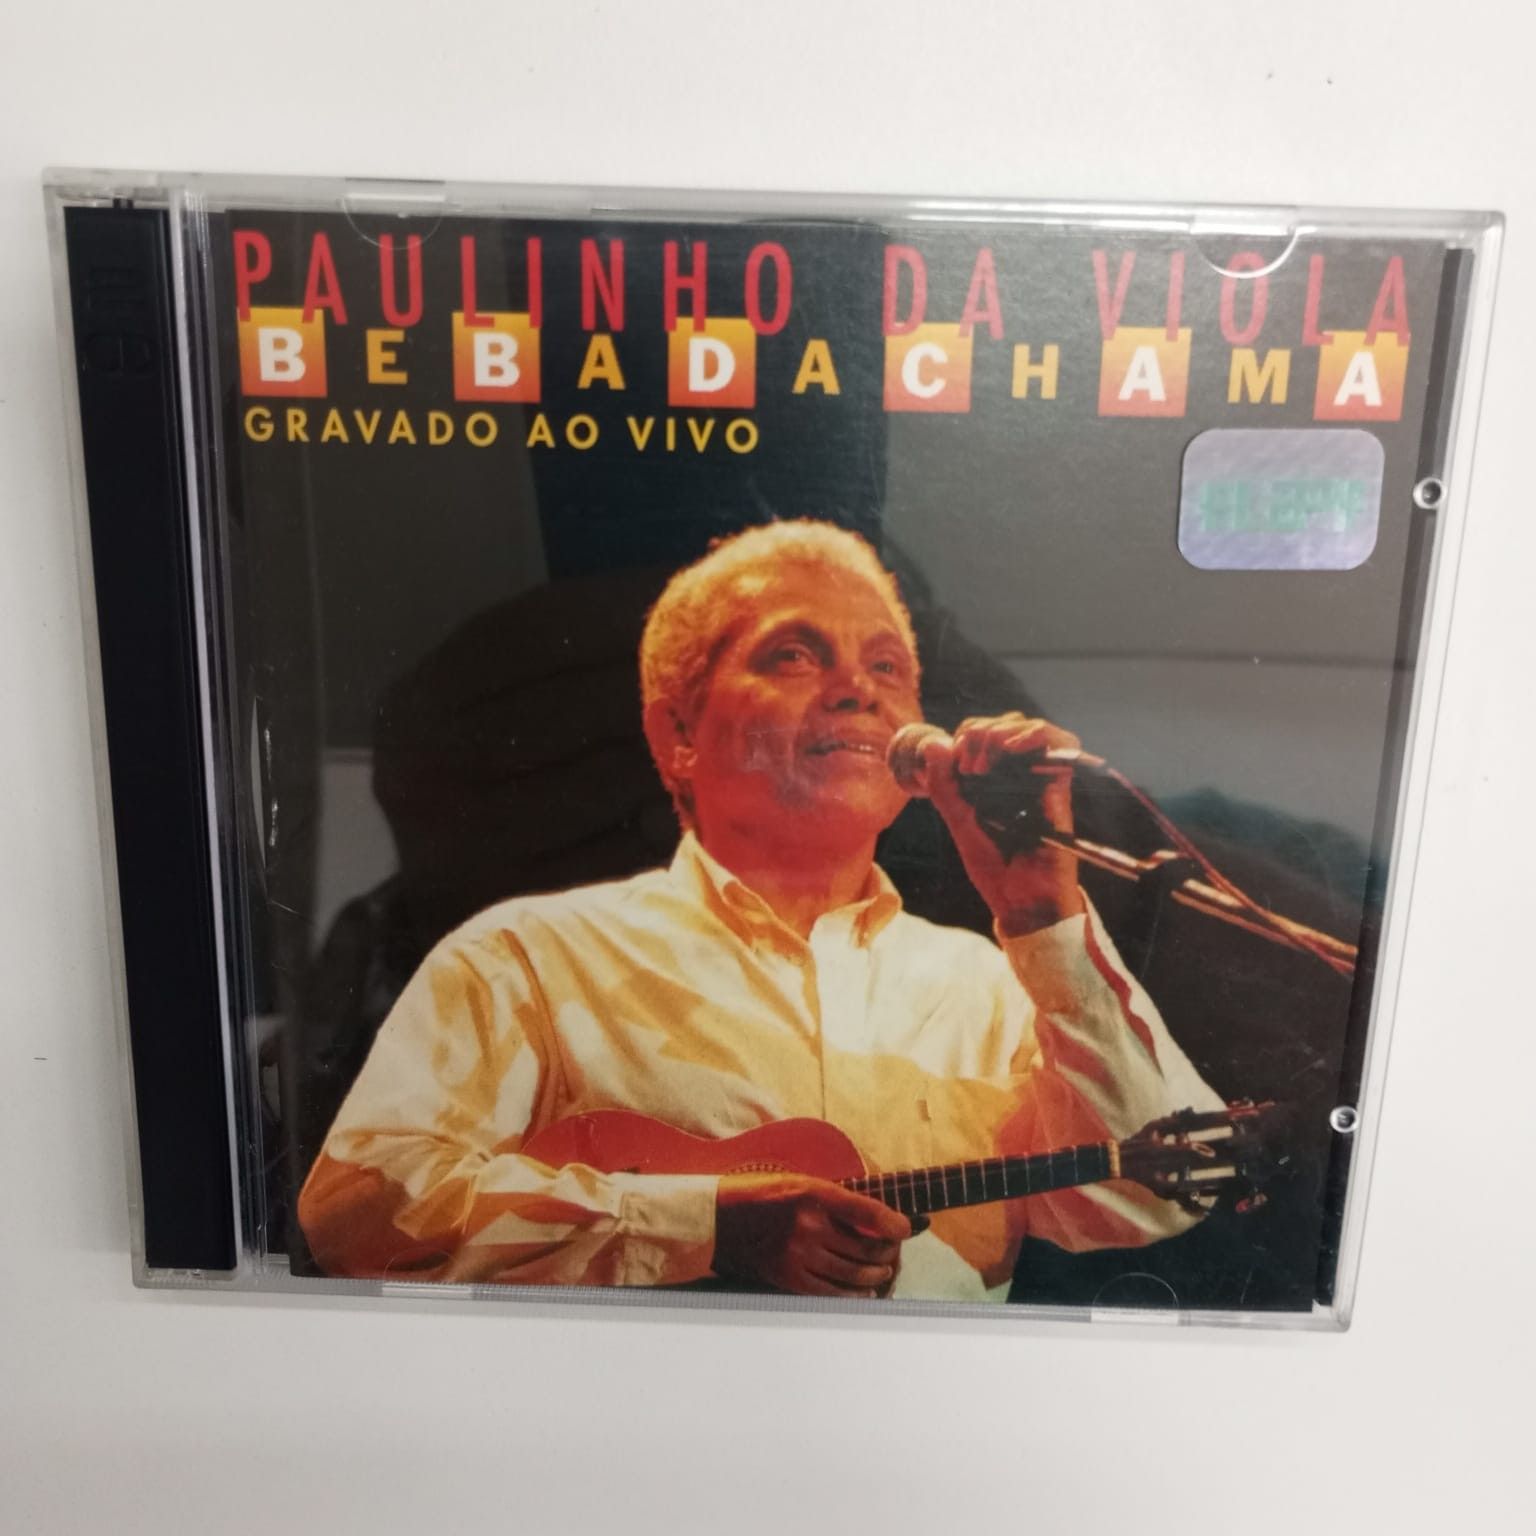 PAULINHO DA VIOLA
BEBADACHAMA
GRAVADO AO VIVO